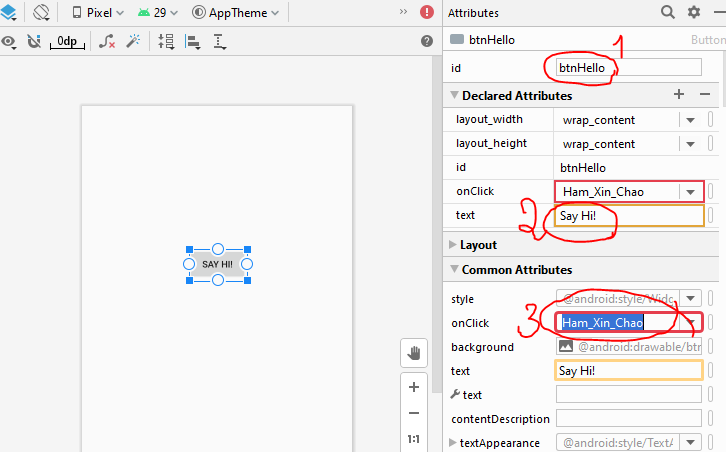 Pixel 29 AppTheme Attributes
0dp
btnHello Button
1
id btnHello
Declared Attributes
layout_width wrap_content
layout_height wrap_content
id btnHello
onClick Ham_Xin_Chao
text Say Hi!
2
Layout
Common Attributes
style @android:style/Widg
3
onClick Ham_Xin_Chao
background @android:drawable/btn
text Say Hi!
text
contentDescription
textAppearance @android:style/TextA
SAY HI!
1:1